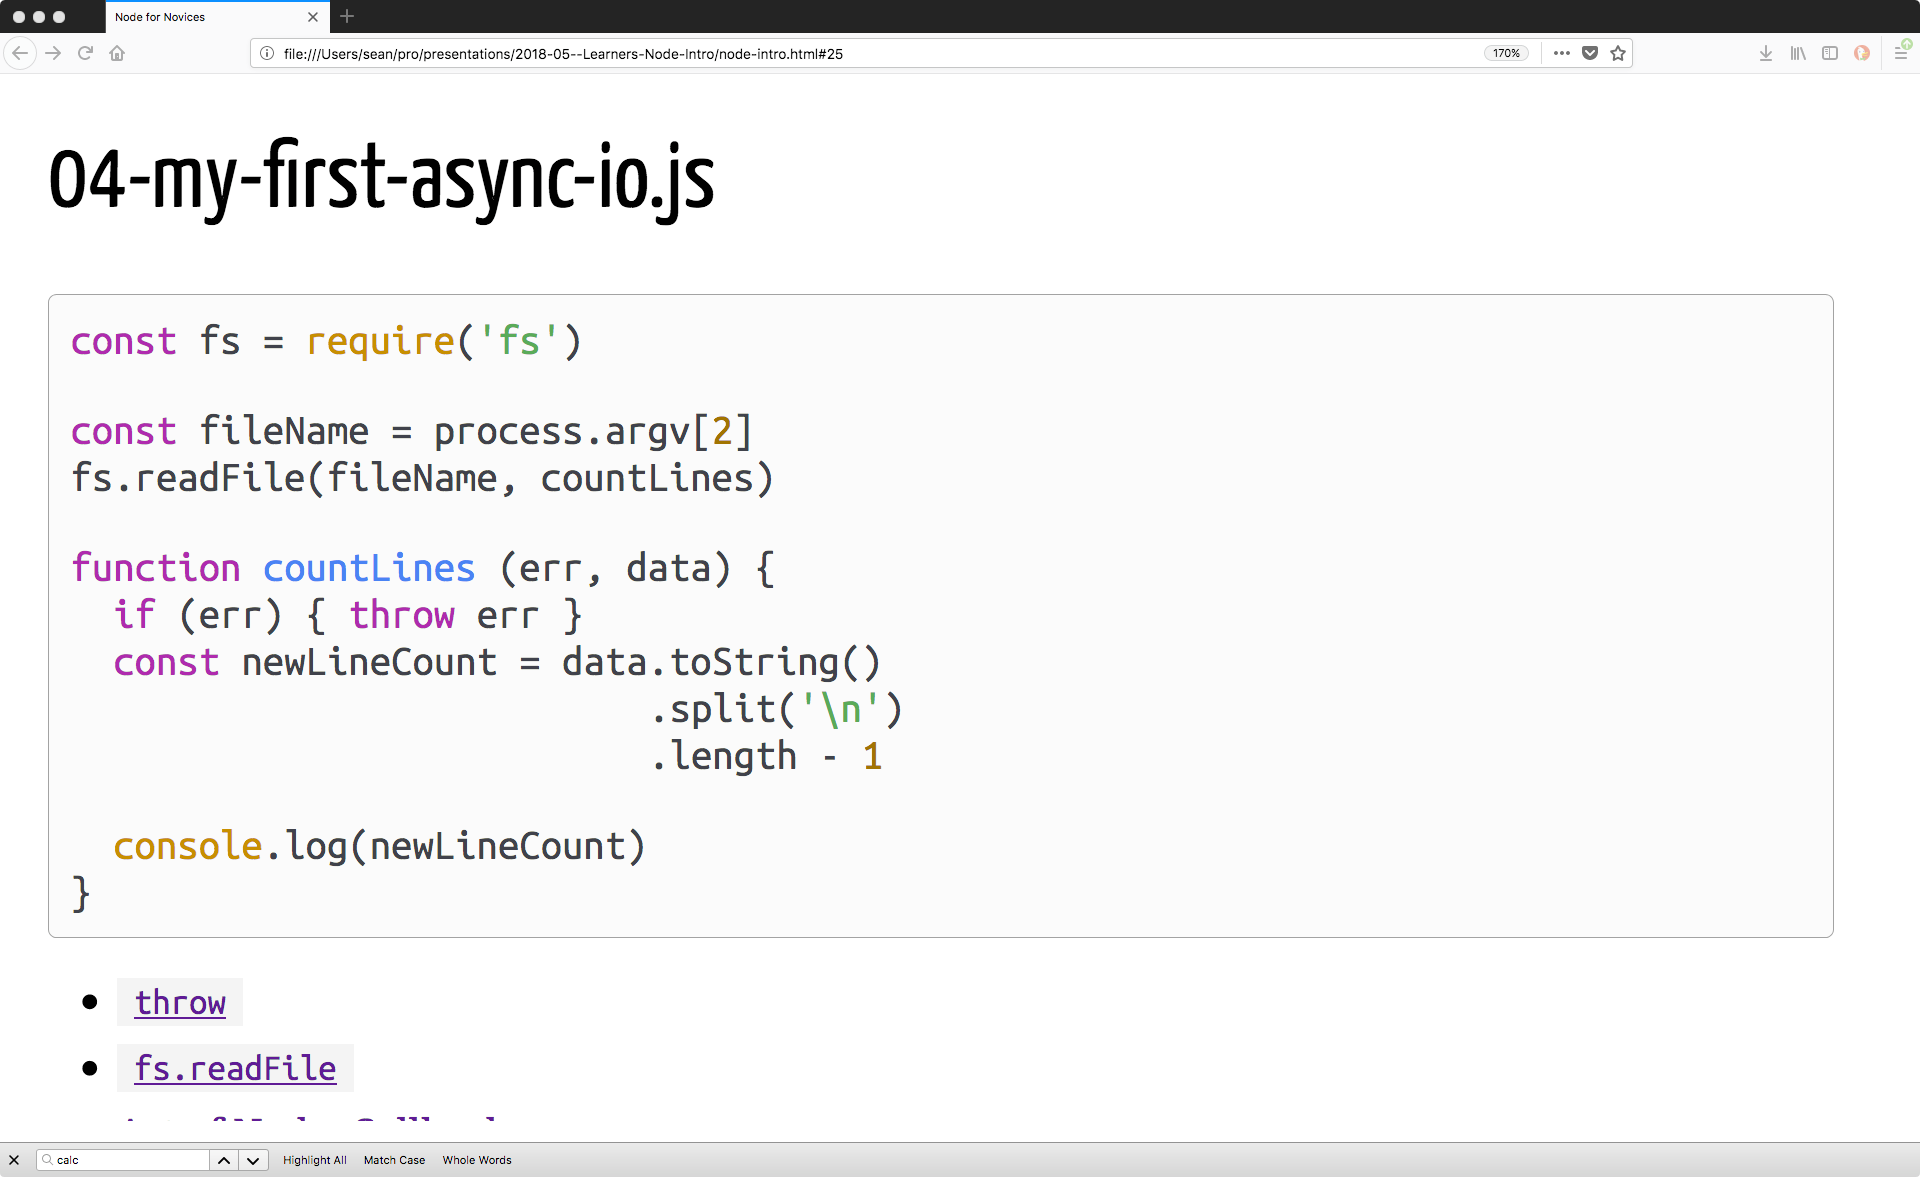 Node for Novices
file:///Users/sean/pro/presentations/2018-05--Learners-Node-Intro/node-intro.html#25
170%
04-my-first-async-io.js
const fs = require('fs')
const fileName = process.argv[2]
fs.readFile(fileName, countLines)
function countLines (err, data) {
  if (err) { throw err }
  const newLineCount = data.toString()
                           .split('\n')
                           .length - 1
  console.log(newLineCount)
}
throw
fs.readFile
calc
Highlight All Match Case Whole Words